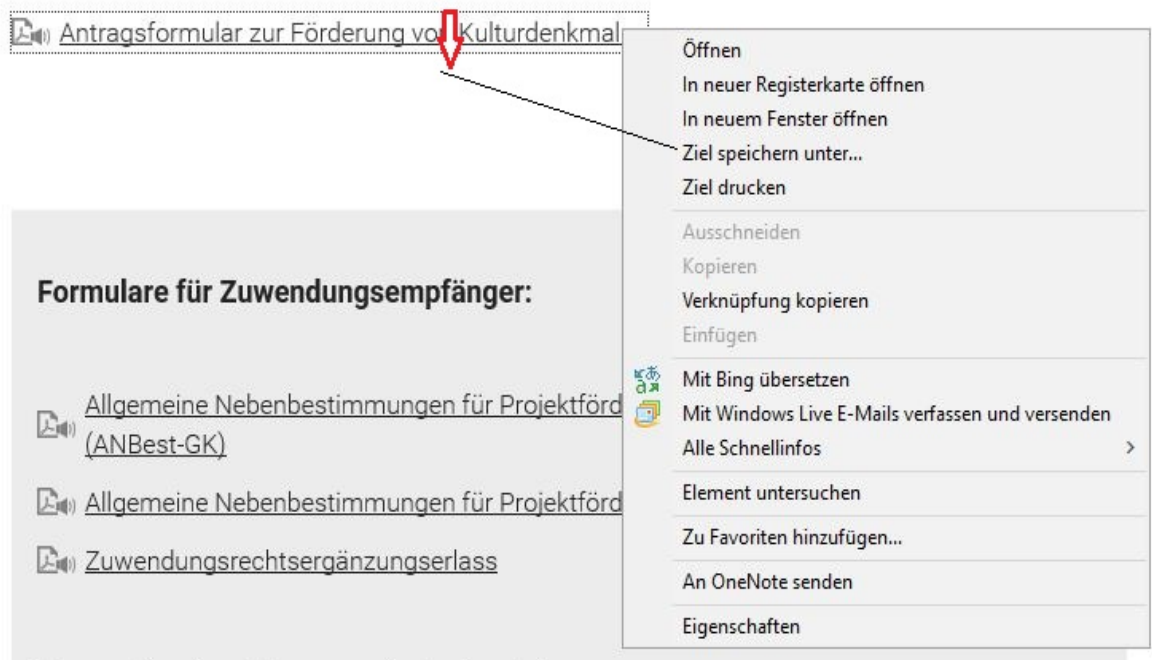 Antragsformular zur Förderung von Kulturdenkmal
Öffnen
In neuer Registerkarte öffnen
In neuem Fenster öffnen
Ziel speichern unter...
Ziel drucken
Ausschneiden
Kopieren
Verknüpfung kopieren
Einfügen
Mit Bing übersetzen
Mit Windows Live E-Mails verfassen und versenden
Alle Schnellinfos
Element untersuchen
Zu Favoriten hinzufügen...
An OneNote senden
Eigenschaften
Formulare für Zuwendungsempfänger:
Allgemeine Nebenbestimmungen für Projektförd
(ANBest-GK)
Allgemeine Nebenbestimmungen für Projektförd
Zuwendungsrechtsergänzungserlass